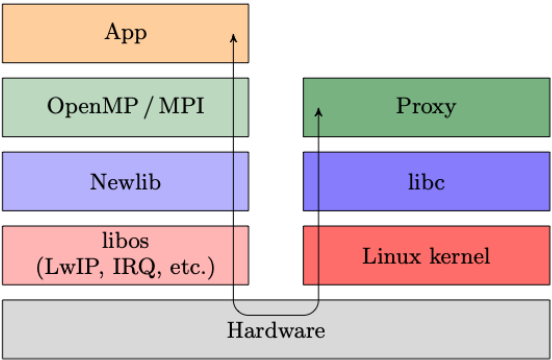 App
OpenMP / MPI
Proxy
Newlib
libc
libos
(LwIP, IRQ, etc.)
Linux kernel
Hardware